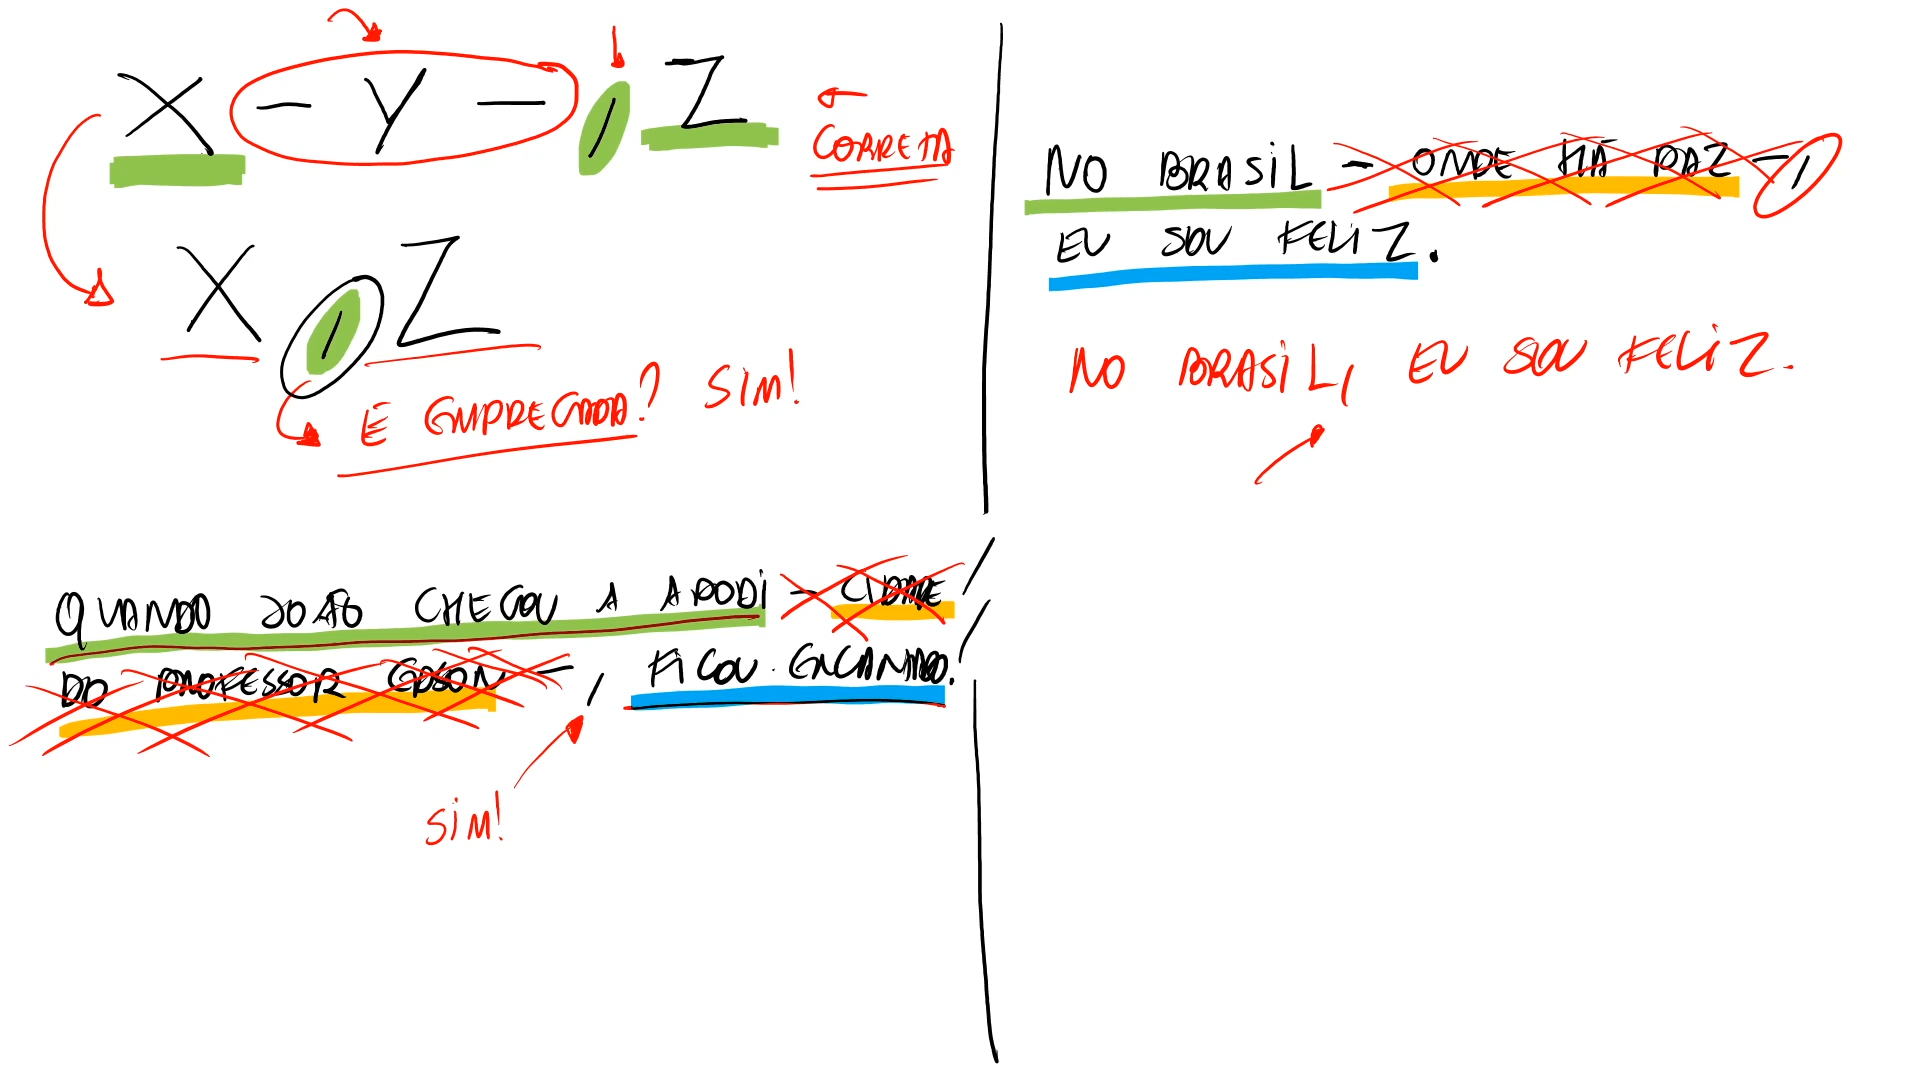 X - Y - , Z
CORRETA
X , Z
É EMPREGADA? SIM!
NO BRASIL - ONDE HÁ PAZ - ,
EU SOU FELIZ.
NO BRASIL, EU SOU FELIZ.
QUANDO JOÃO CHEGOU A APODI - CIDADE
DO PROFESSOR EDSON - , FICOU ENCANTADO.
SIM!